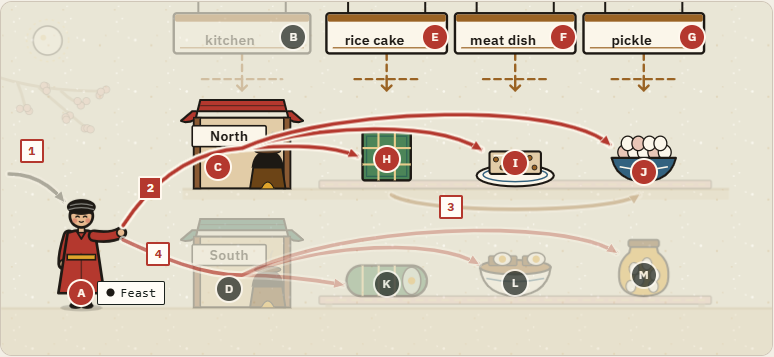 kitchen B
rice cake E
meat dish F
pickle G
North
1
C
H
I
J
2
3
4
South
D
K
L
M
A
Feast